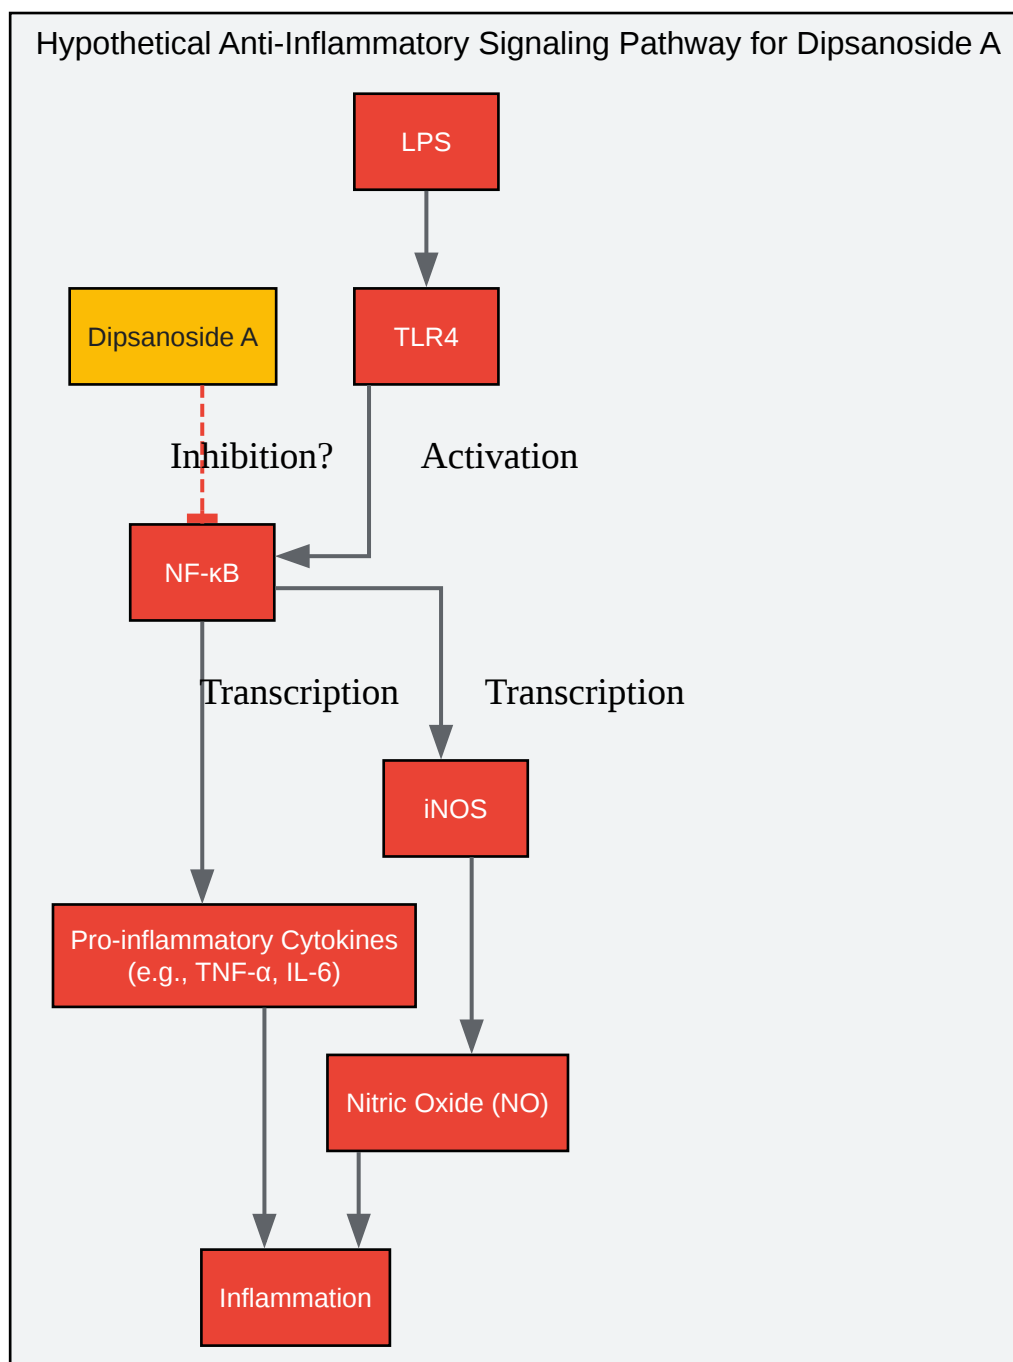 Hypothetical Anti-Inflammatory Signaling Pathway for Dipsanoside A
LPS
Dipsanoside A
TLR4
Inhibition?
Activation
NF-κB
Transcription
Transcription
iNOS
Pro-inflammatory Cytokines
(e.g., TNF-α, IL-6)
Nitric Oxide (NO)
Inflammation